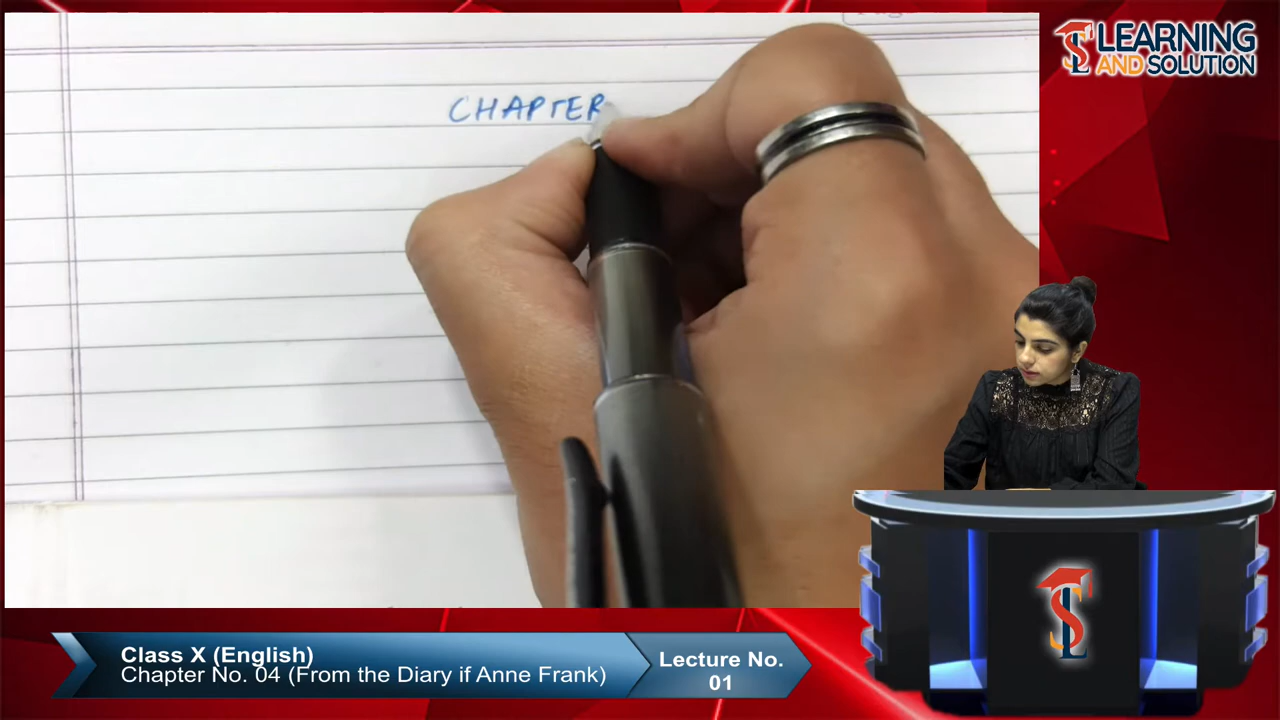 LEARNING
AND SOLUTION
CHAPTER
Class X (English)
Chapter No. 04 (From the Diary if Anne Frank)
Lecture No.
01